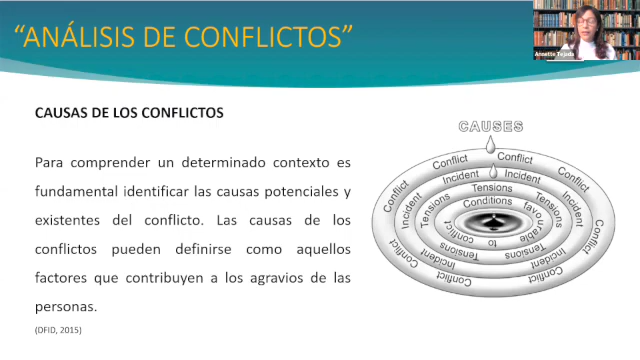 “ANÁLISIS DE CONFLICTOS”
Annette Tejada
CAUSAS DE LOS CONFLICTOS
Para comprender un determinado contexto es
fundamental identificar las causas potenciales y
existentes del conflicto. Las causas de los
conflictos pueden definirse como aquellos
factores que contribuyen a los agravios de las
personas.
(DFID, 2015)
CAUSES
Conflict Conflict Conflict Conflict Conflict Conflict Conflict
Incident Incident Incident Incident Incident Incident
Tensions Tensions Tensions Tensions Tensions
Conditions favourable to conflict